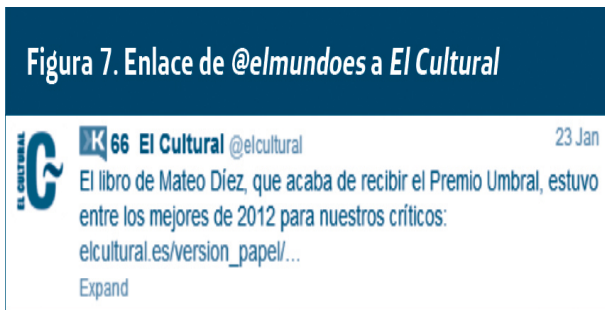 Figura 7. Enlace de @elmundoes a El Cultural
EL CULTURAL
K 66 El Cultural @elcultural 23 Jan
El libro de Mateo Díez, que acaba de recibir el Premio Umbral, estuvo
entre los mejores de 2012 para nuestros críticos:
elcultural.es/version_papel/...
Expand